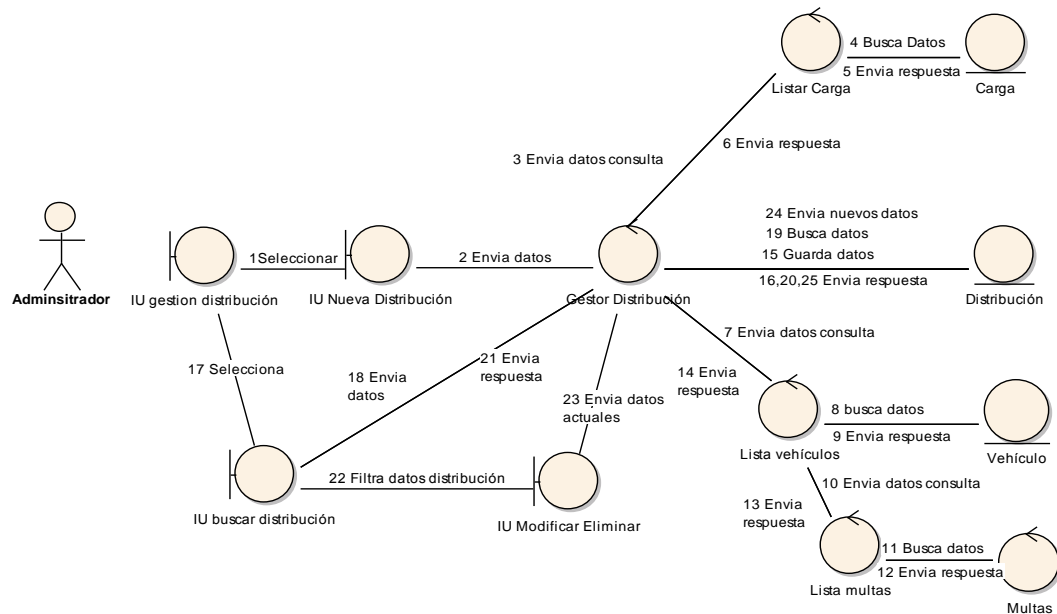 4 Busca Datos
5 Envia respuesta
Listar Carga
Carga
6 Envia respuesta
3 Envia datos consulta
24 Envia nuevos datos
19 Busca datos
15 Guarda datos
16,20,25 Envia respuesta
1Seleccionar
2 Envia datos
Adminsitrador
IU gestion distribución
IU Nueva Distribución
Gestor Distribución
Distribución
7 Envia datos consulta
17 Selecciona
18 Envia
datos
21 Envia
respuesta
14 Envia
respuesta
23 Envia datos
actuales
8 busca datos
9 Envia respuesta
Lista vehículos
Vehículo
22 Filtra datos distribución
10 Envia datos consulta
IU buscar distribución
IU Modificar Eliminar
13 Envia
respuesta
11 Busca datos
12 Envia respuesta
Lista multas
Multas